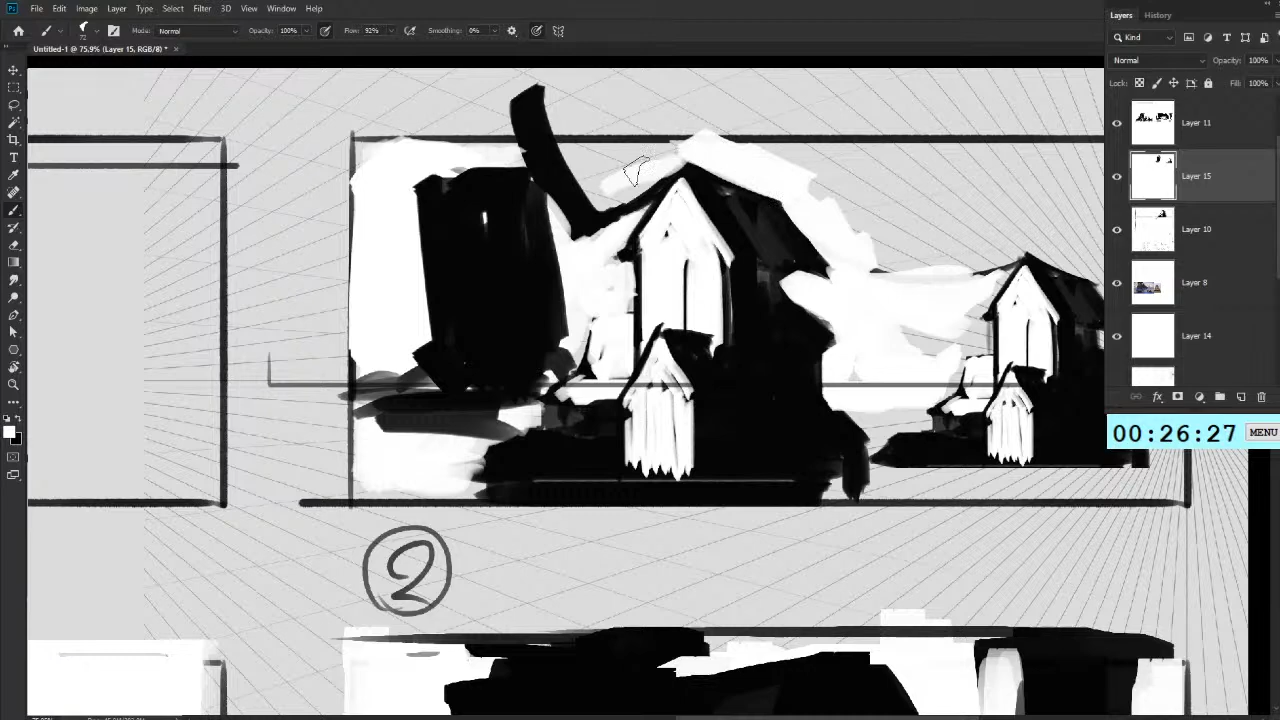 File Edit Image Layer Type Select Filter 3D View Window Help
Mode: Normal Opacity: 100% Flow: 92% Smoothing: 0%
Untitled-1 @ 75.9% (Layer 15, RGB/8) *
Layers History
Kind
Normal Opacity: 100%
Lock: Fill: 100%
Layer 11
Layer 15
Layer 10
Layer 8
Layer 14
00:26:27 MENU
2